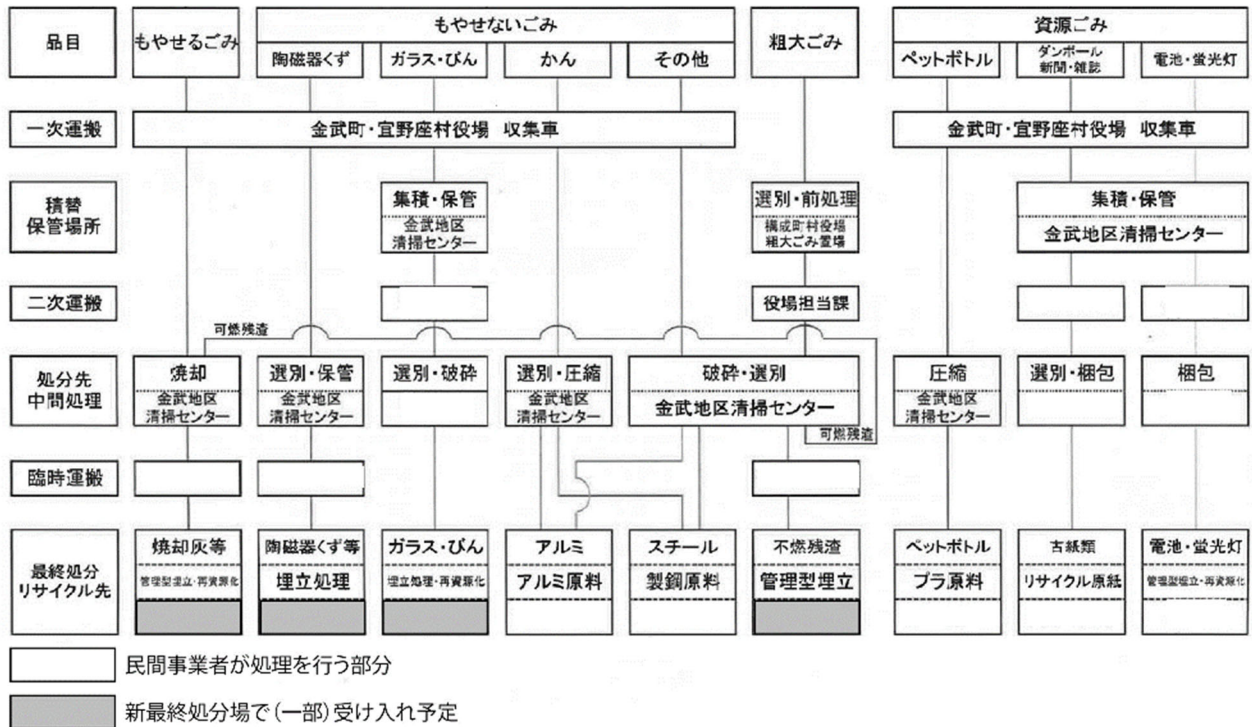 品目
もやせるごみ
もやせないごみ
陶磁器くず
ガラス・びん
かん
その他
粗大ごみ
資源ごみ
ペットボトル
ダンボール
新聞・雑誌
電池・蛍光灯
一次運搬
金武町・宜野座村役場 収集車
金武町・宜野座村役場 収集車
積替
保管場所
集積・保管
金武地区
清掃センター
選別・前処理
構成町村役場
粗大ごみ置場
集積・保管
金武地区清掃センター
二次運搬
役場担当課
可燃残渣
処分先
中間処理
焼却
金武地区
清掃センター
選別・保管
金武地区
清掃センター
選別・破砕
選別・圧縮
金武地区
清掃センター
破砕・選別
金武地区清掃センター
圧縮
金武地区
清掃センター
選別・梱包
梱包
可燃残渣
臨時運搬
最終処分
リサイクル先
焼却灰等
管理型埋立・再資源化
陶磁器くず等
埋立処理
ガラス・びん
埋立処理・再資源化
アルミ
アルミ原料
スチール
製鋼原料
不燃残渣
管理型埋立
ペットボトル
プラ原料
古紙類
リサイクル原紙
電池・蛍光灯
管理型埋立・再資源化
民間事業者が処理を行う部分
新最終処分場で(一部)受け入れ予定